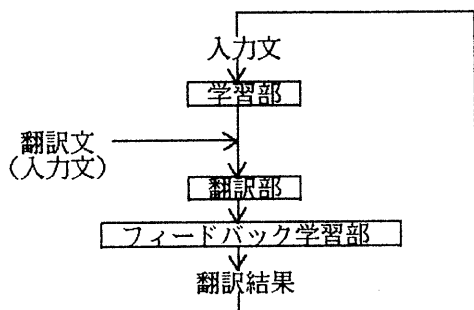 入力文
学習部
翻訳文
(入力文)
翻訳部
フィードバック学習部
翻訳結果